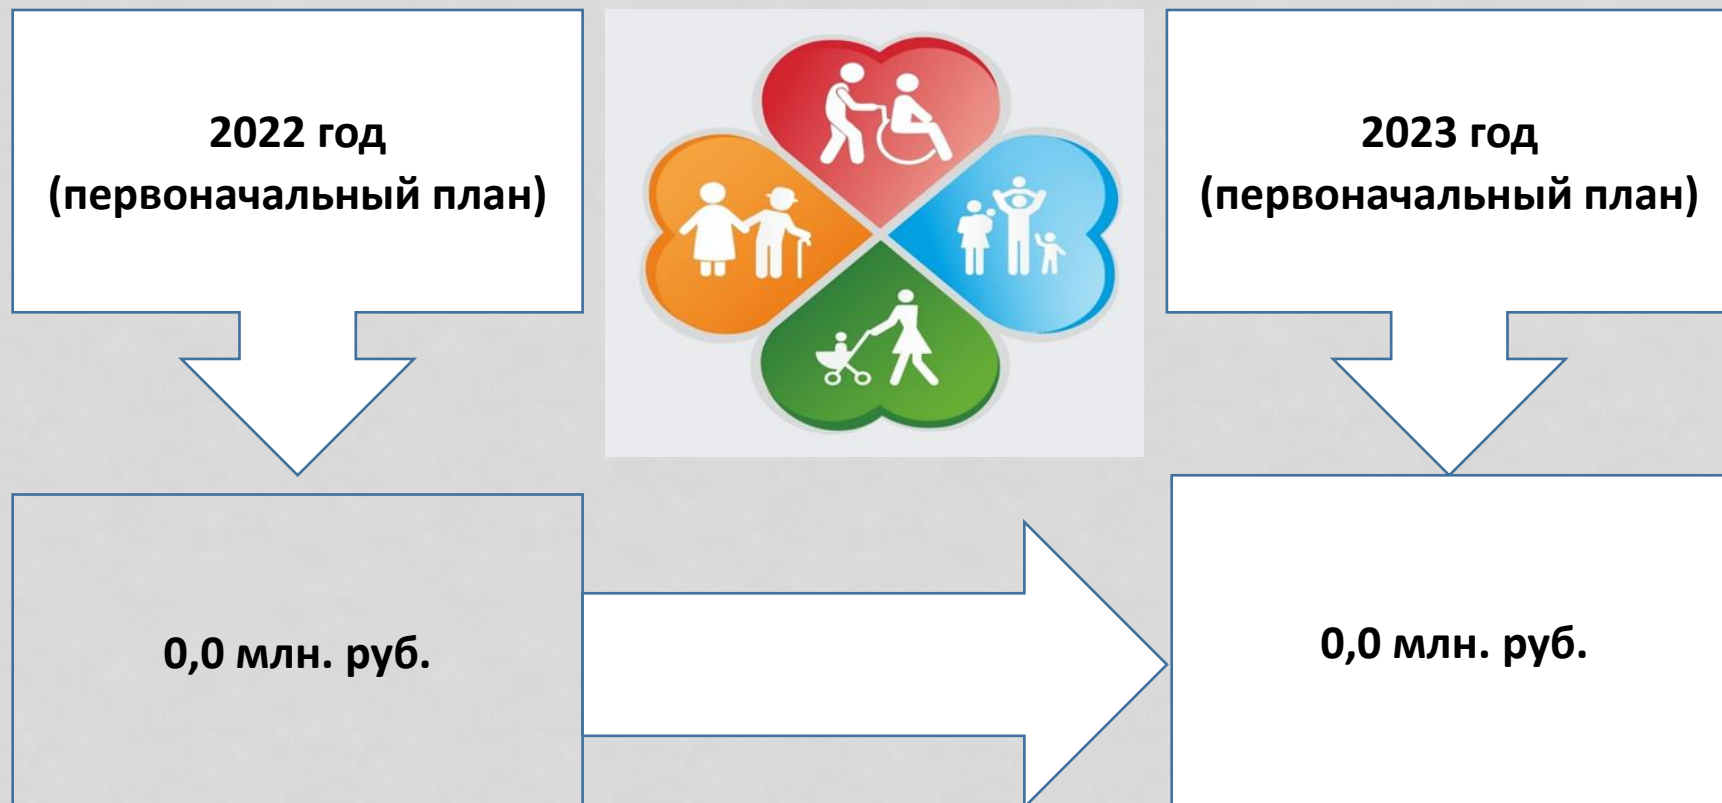 2022 год
(первоначальный план)
2023 год
(первоначальный план)
0,0 млн. руб.
0,0 млн. руб.